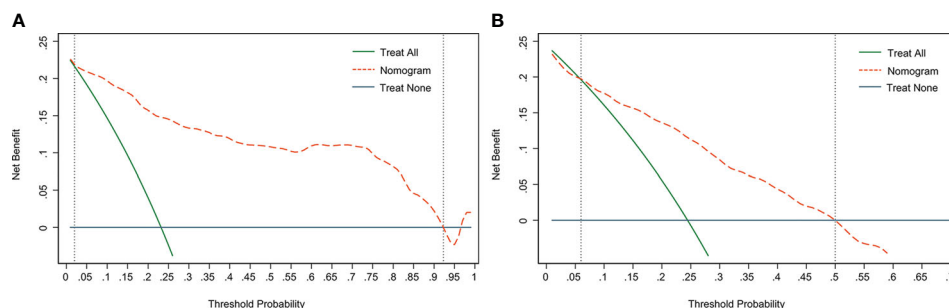 A
B
.25
.2
.15
.1
.05
0
Net Benefit
Treat All
Nomogram
Treat None
0 .05 .1 .15 .2 .25 .3 .35 .4 .45 .5 .55 .6 .65 .7 .75 .8 .85 .9 .95 1
Threshold Probability
.25
.2
.15
.1
.05
0
Net Benefit
Treat All
Nomogram
Treat None
0 .05 .1 .15 .2 .25 .3 .35 .4 .45 .5 .55 .6 .65
Threshold Probability